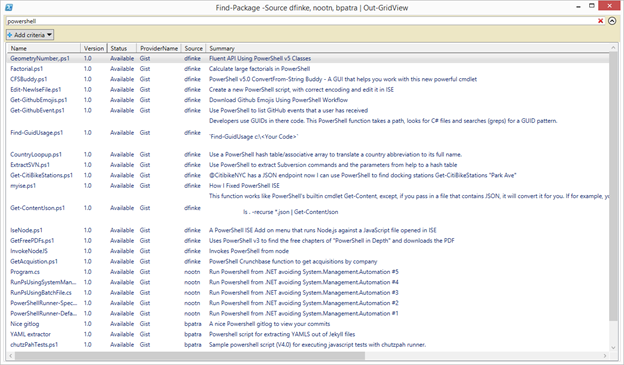 Find-Package -Source dfinke, nootn, bpatra | Out-GridView
powershell
Add criteria
Name Version Status ProviderName Source Summary
GeometryNumber,.ps1 1.0 Available Gist dfinke Fluent API Using PowerShell v5 Classes
Factorial.ps1 1.0 Available Gist dfinke Calculate large factorials in PowerShell
CFSBuddy.ps1 1.0 Available Gist dfinke PowerShell v5.0 ConvertFrom-String Buddy - A GUI that helps you work with this new powerful cmdlet
Edit-NewIseFile.ps1 1.0 Available Gist dfinke Create a new PowerShell script, with correct encoding and edit it in ISE
Get-GithubEmojis.ps1 1.0 Available Gist dfinke Download Github Emojis Using PowerShell Workflow
Get-GithubEvent.ps1 1.0 Available Gist dfinke Use PowerShell to list GitHub events that a user has received
Developers use GUIDs in there code. This PowerShell function takes a path, looks for C# files and searches (greps) for a GUID pattern.
Find-GuidUsage.ps1 1.0 Available Gist dfinke `Find-GuidUsage c:\<Your Code>`
CountryLoopup.ps1 1.0 Available Gist dfinke Use a PowerShell hash table/associative array to translate a country abbreviation to its full name.
ExtractSVN.ps1 1.0 Available Gist dfinke Use PowerShell to extract Subversion commands and the parameters from help to a hash table
Get-CitiBikeStations.ps1 1.0 Available Gist dfinke @CitibikeNYC has a JSON endpoint now I can use PowerShell to find docking stations Get-CitiBikeStations "Park Ave"
myise.ps1 1.0 Available Gist dfinke How I Fixed PowerShell ISE
This function works like PowerShell's builtin cmdlet Get-Content, except, if you pass in a file that contains JSON, it will convert it for you. If for example, yo
Get-ContentJson.ps1 1.0 Available Gist dfinke
ls . -recurse *.json | Get-ContentJson
IseNode.ps1 1.0 Available Gist dfinke A PowerShell ISE Add on menu that runs Node.js against a JavaScript file opened in ISE
GetFreePDFs.ps1 1.0 Available Gist dfinke Uses PowerShell v3 to find the free chapters of "PowerShell in Depth" and downloads the PDF
InvokeNodeJS 1.0 Available Gist dfinke Invokes PowerShell from node
GetAcquistion.ps1 1.0 Available Gist dfinke PowerShell Crunchbase function to get acquisitions by company
Program.cs 1.0 Available Gist nootn Run Powershell from .NET avoiding System.Management.Automation #5
RunPsUsingSystemMan... 1.0 Available Gist nootn Run Powershell from .NET avoiding System.Management.Automation #4
RunPsUsingBatchFile.cs 1.0 Available Gist nootn Run Powershell from .NET avoiding System.Management.Automation #3
PowerShellRunner-Spec... 1.0 Available Gist nootn Run Powershell from .NET avoiding System.Management.Automation #2
PowerShellRunner-Defa... 1.0 Available Gist nootn Run Powershell from .NET avoiding System.Management.Automation #1
Nice gitlog 1.0 Available Gist bpatra A nice Powershell gitlog to view your commits
YAML extractor 1.0 Available Gist bpatra Powershell script for extracting YAMLS out of Jekyll files
chutzPahTests.ps1 1.0 Available Gist bpatra Sample powershell script (V4.0) for executing javascript tests with chutzpah runner.